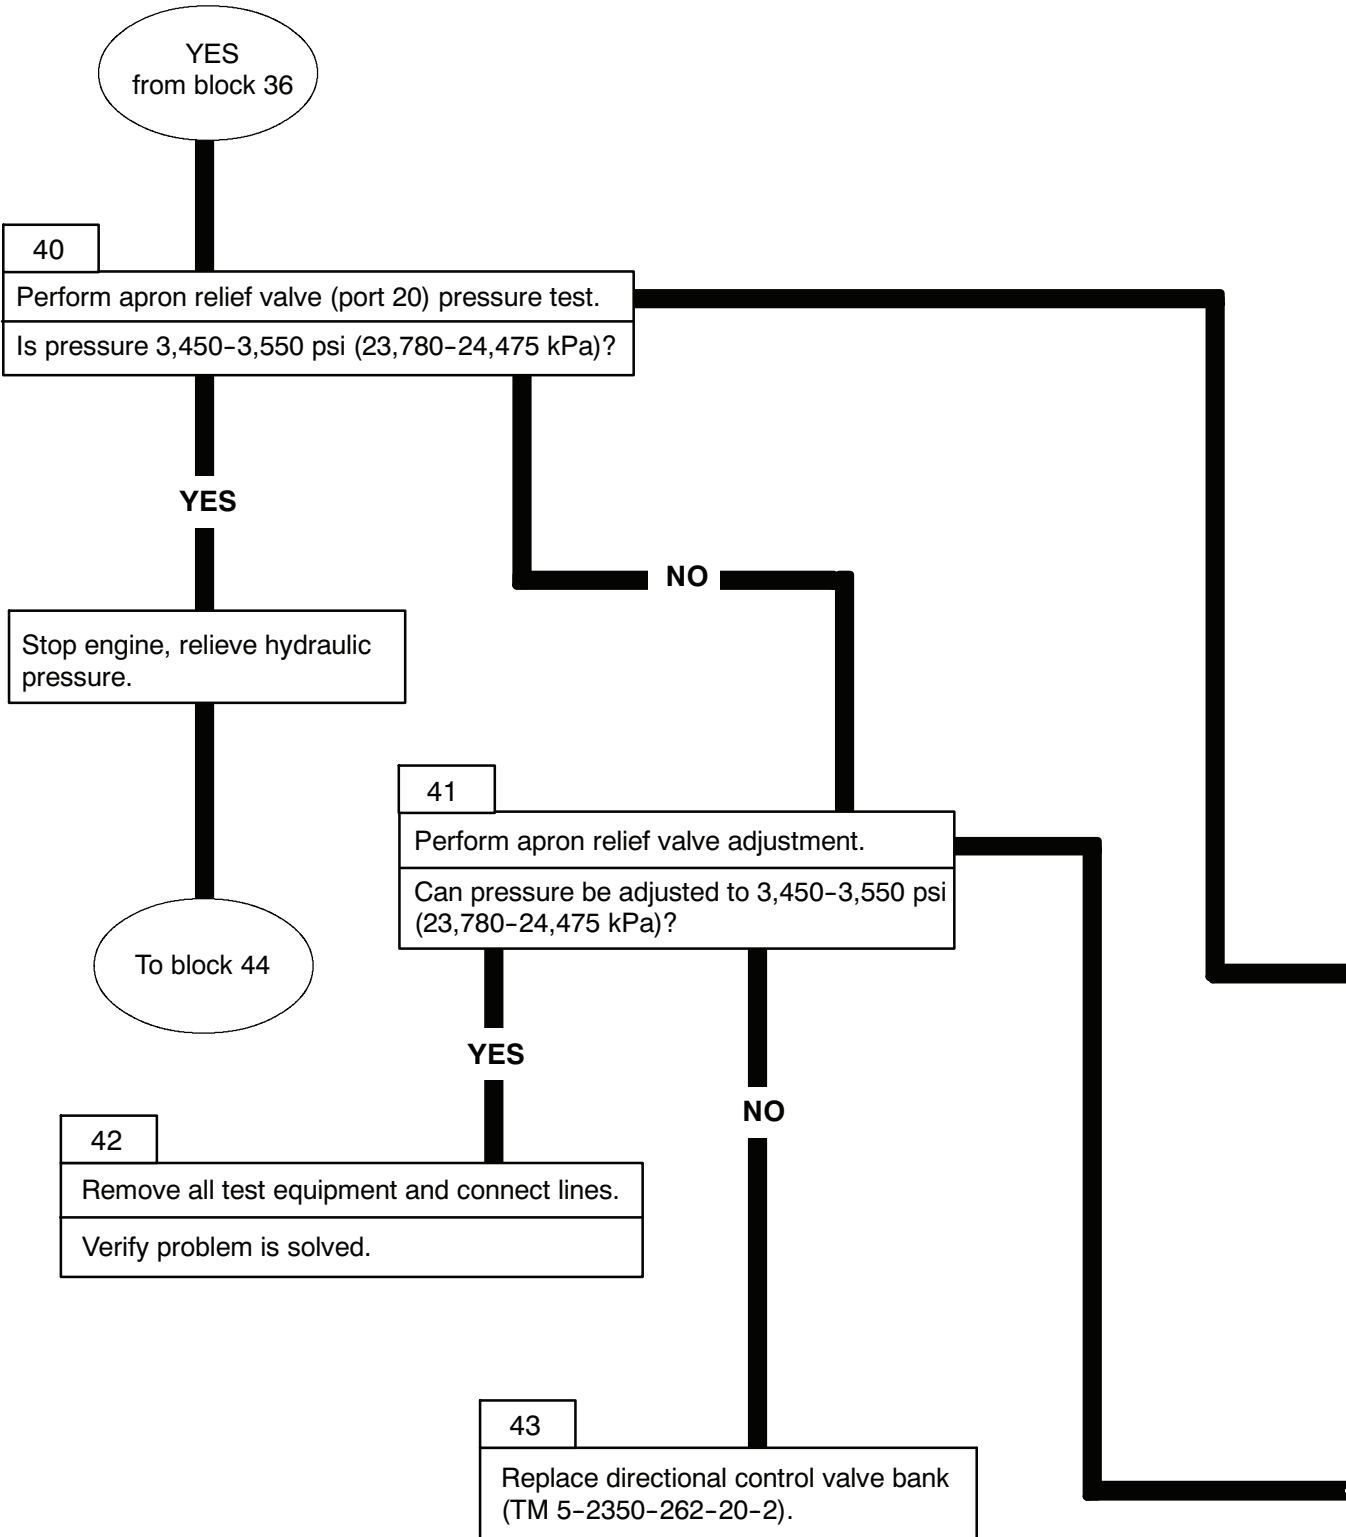 YES
from block 36
40
Perform apron relief valve (port 20) pressure test.
Is pressure 3,450-3,550 psi (23,780-24,475 kPa)?
YES
NO
Stop engine, relieve hydraulic
pressure.
41
Perform apron relief valve adjustment.
Can pressure be adjusted to 3,450-3,550 psi
(23,780-24,475 kPa)?
To block 44
YES
NO
42
Remove all test equipment and connect lines.
Verify problem is solved.
43
Replace directional control valve bank
(TM 5-2350-262-20-2).